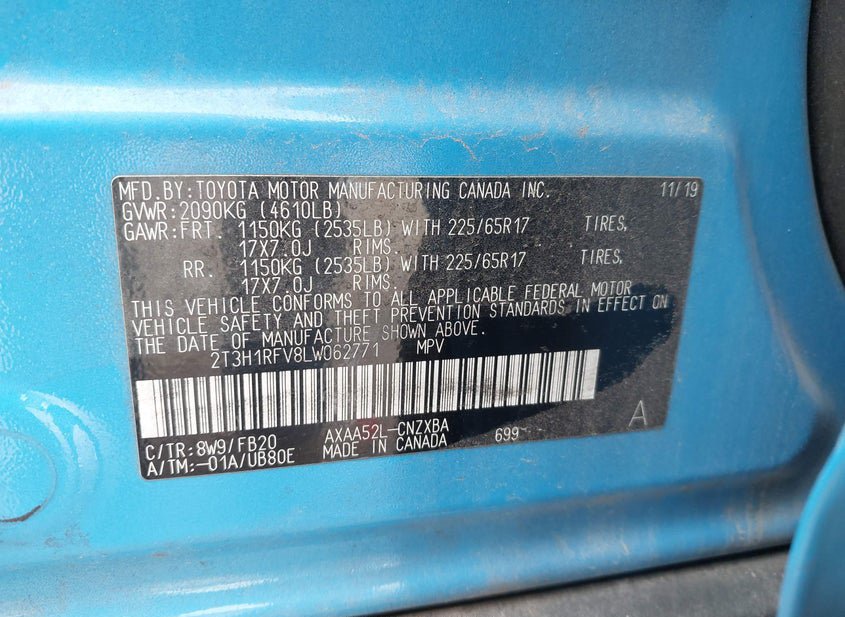 MFD. BY: TOYOTA MOTOR MANUFACTURING CANADA INC. 11/19
GVWR: 2090KG (4610LB)
GAWR: FRT. 1150KG (2535LB) WITH 225/65R17 TIRES,
17X7.0J RIMS.
RR. 1150KG (2535LB) WITH 225/65R17 TIRES,
17X7.0J RIMS.
THIS VEHICLE CONFORMS TO ALL APPLICABLE FEDERAL MOTOR
VEHICLE SAFETY AND THEFT PREVENTION STANDARDS IN EFFECT ON
THE DATE OF MANUFACTURE SHOWN ABOVE.
2T3H1RFV8LW062771 MPV
C/TR: 8W9/FB20 AXAA52L-CNZXBA 699 A
A/TM: -01A/UB80E MADE IN CANADA